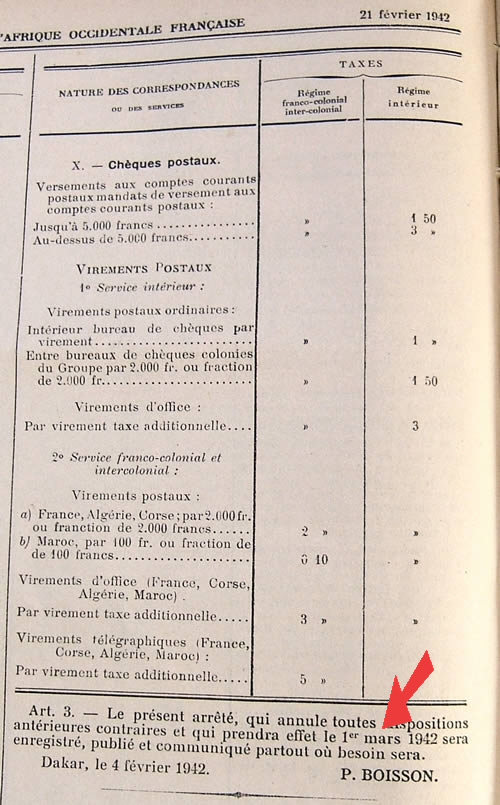 L'AFRIQUE OCCIDENTALE FRANÇAISE
21 février 1942
NATURE DES CORRESPONDANCES
OU DES SERVICES
TAXES
Régime
franco-colonial
inter-colonial
Régime
intérieur
X. — Chèques postaux.
Versements aux comptes courants
postaux mandats de versement aux
comptes courants postaux :
Jusqu'à 5.000 francs .............. » 1 50
Au-dessus de 5.000 francs.......... » 3 »
VIREMENTS POSTAUX
1° Service intérieur :
Virements postaux ordinaires :
Intérieur bureau de chèques par
virement...................... » 1 »
Entre bureaux de chèques colonies
du Groupe par 2.000 fr. ou fraction
de 2.000 fr...................... » 1 50
Virements d'office :
Par virement taxe additionnelle.... » 3
2° Service franco-colonial et
intercolonial :
Virements postaux :
a) France, Algérie, Corse ; par 2.000 fr.
ou franction de 2.000 francs...... 2 » »
b) Maroc, par 100 fr. ou fraction de
de 100 francs................... 0 10 »
Virements d'office (France, Corse,
Algérie, Maroc) .
Par virement taxe additionnelle..... 3 » »
Virements télégraphiques (France,
Corse, Algérie, Maroc) :
Par virement taxe additionnelle..... 5 »
Art. 3. — Le présent arrêté, qui annule toutes dispositions
antérieures contraires et qui prendra effet le 1er mars 1942 sera
enregistré, publié et communiqué partout où besoin sera.
Dakar, le 4 février 1942.
P. BOISSON.